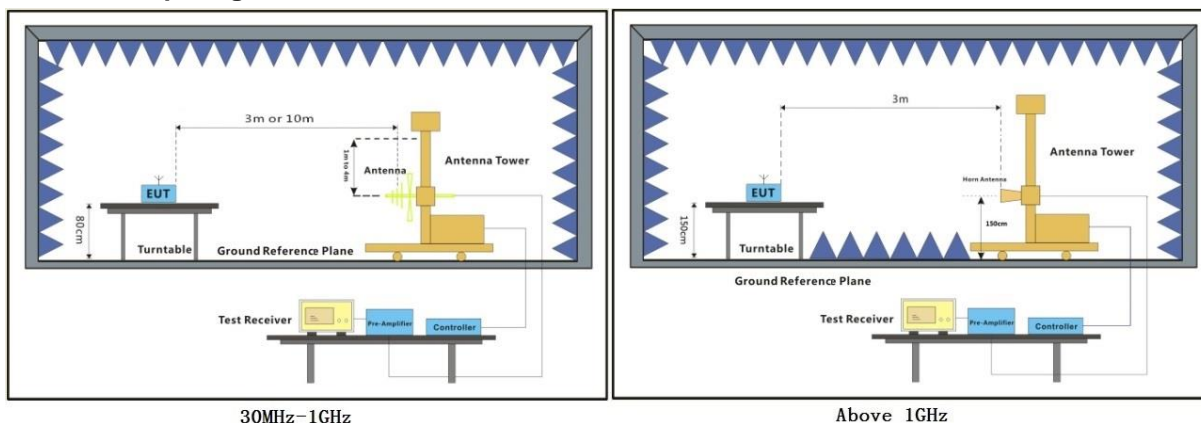 3m or 10m
1m to 4m
Antenna
Antenna Tower
EUT
80cm
Turntable
Ground Reference Plane
Test Receiver
Pre-Amplifier
Controller
30MHz-1GHz
3m
Antenna Tower
Horn Antenna
EUT
150cm
150cm
Turntable
Ground Reference Plane
Test Receiver
Pre-Amplifier
Controller
Above 1GHz